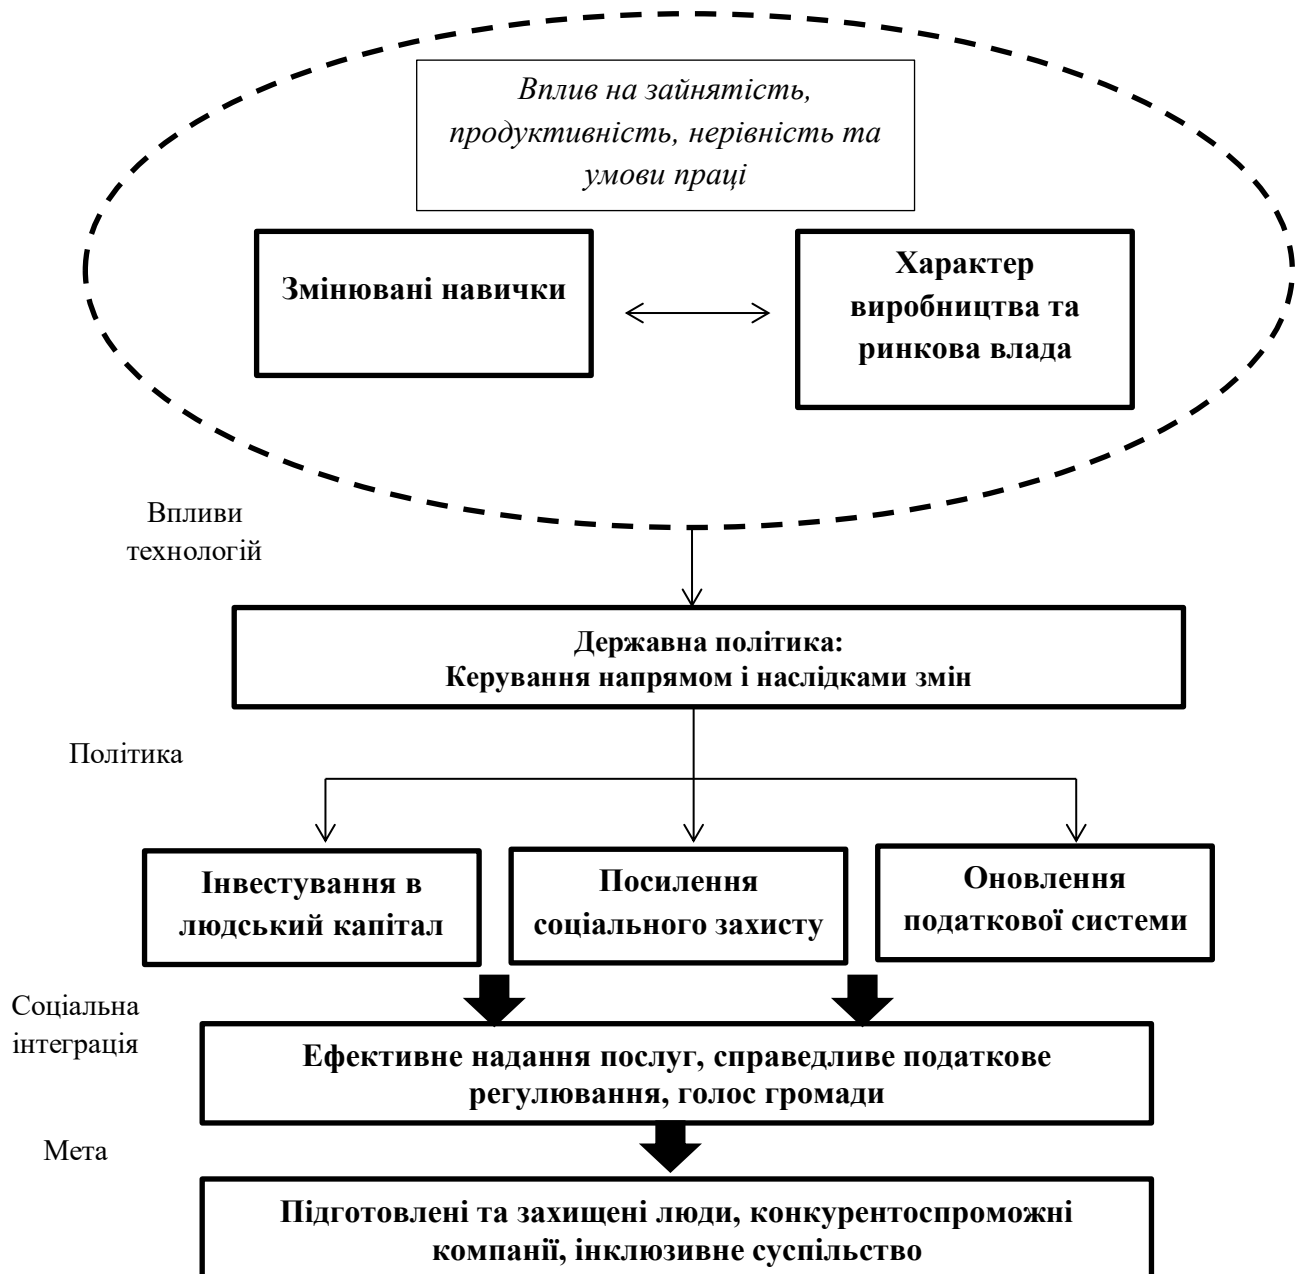 Вплив на зайнятість,
продуктивність, нерівність та
умови праці
Змінювані навички
Характер
виробництва та
ринкова влада
Впливи
технологій
Державна політика:
Керування напрямом і наслідками змін
Політика
Інвестування в
людський капітал
Посилення
соціального захисту
Оновлення
податкової системи
Соціальна
інтеграція
Ефективне надання послуг, справедливе податкове
регулювання, голос громади
Мета
Підготовлені та захищені люди, конкурентоспроможні
компанії, інклюзивне суспільство